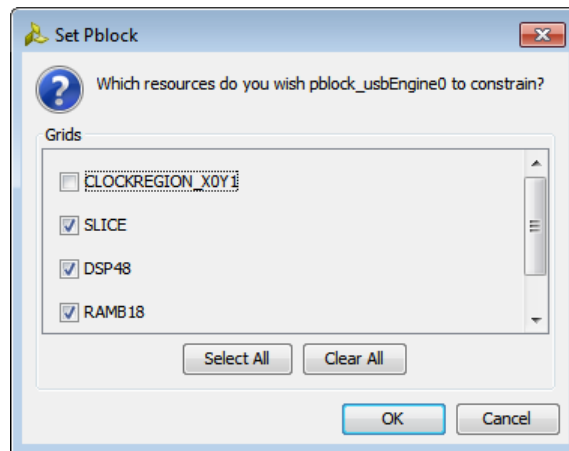 Set Pblock
Which resources do you wish pblock_usbEngine0 to constrain?
Grids
CLOCKREGION_X0Y1
SLICE
DSP48
RAMB18
Select All Clear All
OK Cancel